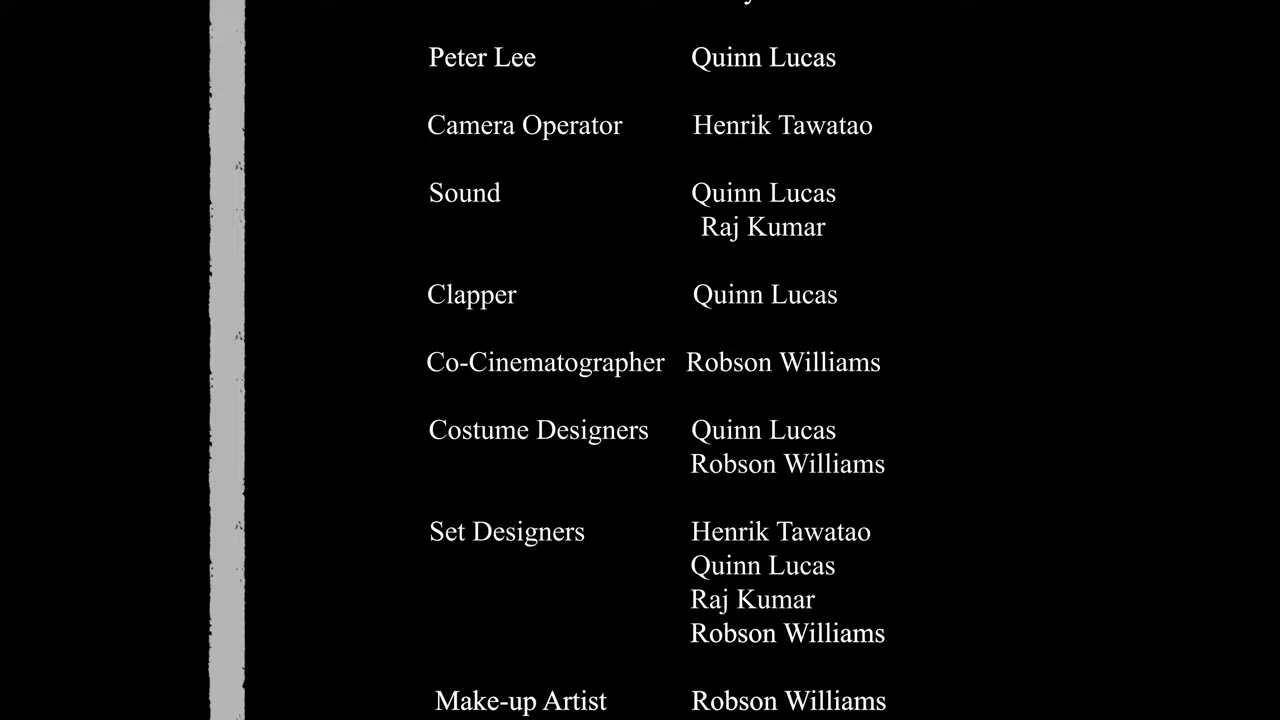 Peter Lee Quinn Lucas
Camera Operator Henrik Tawatao
Sound Quinn Lucas
Raj Kumar
Clapper Quinn Lucas
Co-Cinematographer Robson Williams
Costume Designers Quinn Lucas
Robson Williams
Set Designers Henrik Tawatao
Quinn Lucas
Raj Kumar
Robson Williams
Make-up Artist Robson Williams